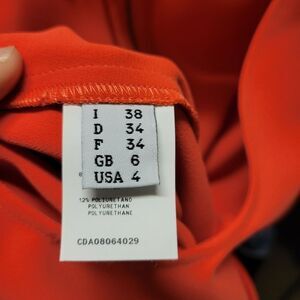 I 38
D 34
F 34
GB 6
USA 4
12% POLIURETANO
POLYURETHAN
POLYURETHANE
CDA08064029